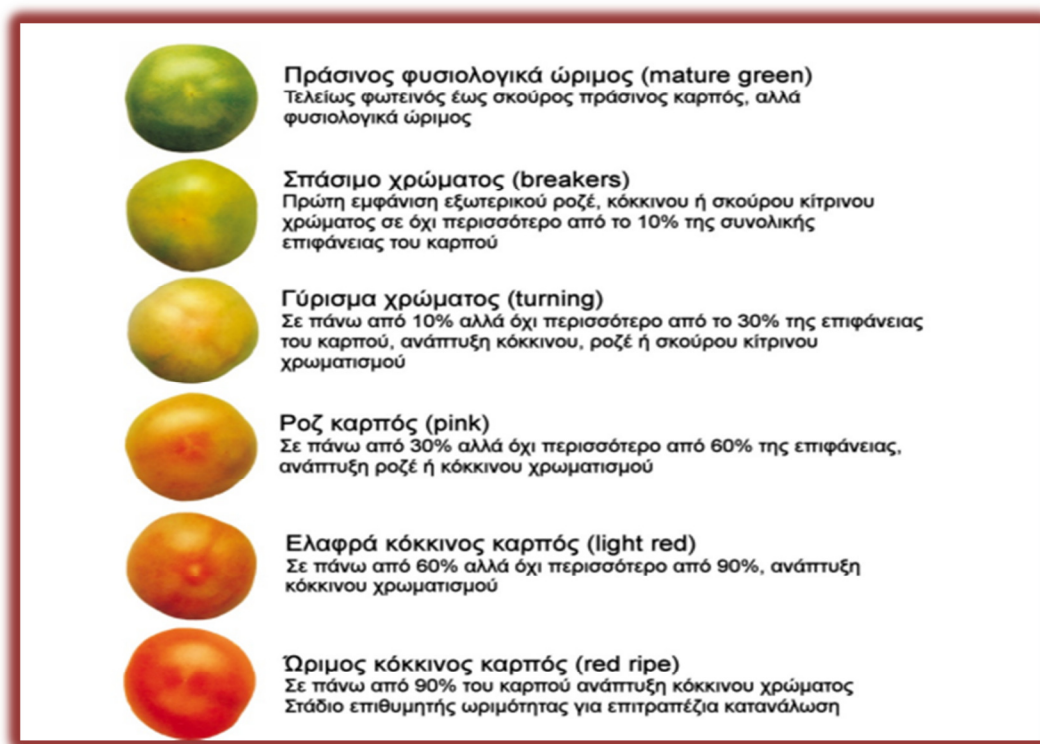 Πράσινος φυσιολογικά ώριμος (mature green)
Τελείως φωτεινός έως σκούρος πράσινος καρπός, αλλά
φυσιολογικά ώριμος
Σπάσιμο χρώματος (breakers)
Πρώτη εμφάνιση εξωτερικού ροζέ, κόκκινου ή σκούρου κίτρινου
χρώματος σε όχι περισσότερο από το 10% της συνολικής
επιφάνειας του καρπού
Γύρισμα χρώματος (turning)
Σε πάνω από 10% αλλά όχι περισσότερο από το 30% της επιφάνειας
του καρπού, ανάπτυξη κόκκινου, ροζέ ή σκούρου κίτρινου
χρωματισμού
Ροζ καρπός (pink)
Σε πάνω από 30% αλλά όχι περισσότερο από 60% της επιφάνειας,
ανάπτυξη ροζέ ή κόκκινου χρωματισμού
Ελαφρά κόκκινος καρπός (light red)
Σε πάνω από 60% αλλά όχι περισσότερο από 90%, ανάπτυξη
κόκκινου χρωματισμού
Ώριμος κόκκινος καρπός (red ripe)
Σε πάνω από 90% του καρπού ανάπτυξη κόκκινου χρώματος
Στάδιο επιθυμητής ωριμότητας για επιτραπέζια κατανάλωση